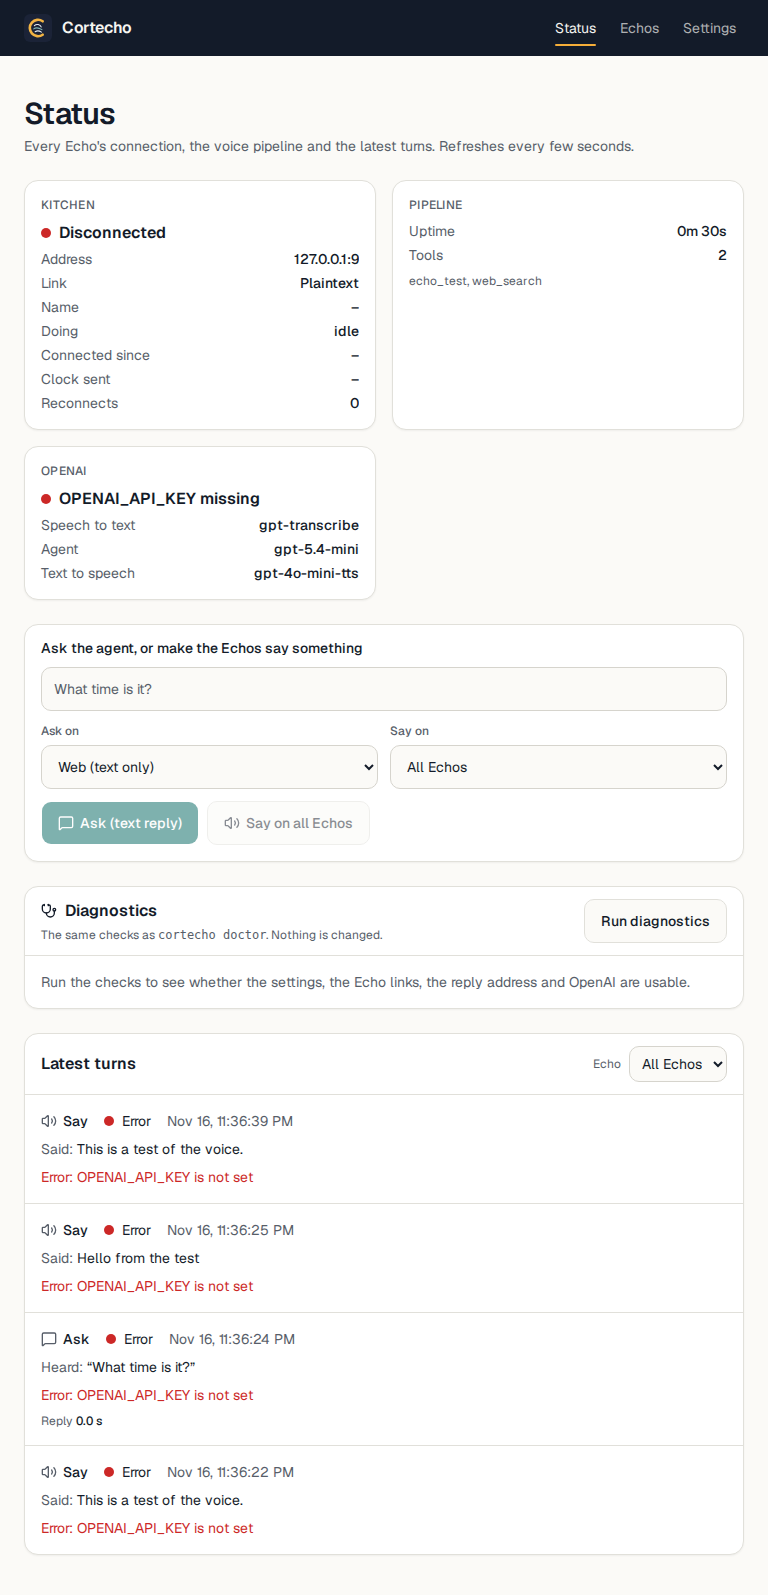 Cortecho
Status Echos Settings
Status
Every Echo's connection, the voice pipeline and the latest turns. Refreshes every few seconds.
KITCHEN
Disconnected
Address 127.0.0.1:9
Link Plaintext
Name –
Doing idle
Connected since –
Clock sent –
Reconnects 0
PIPELINE
Uptime 0m 30s
Tools 2
echo_test, web_search
OPENAI
OPENAI_API_KEY missing
Speech to text gpt-transcribe
Agent gpt-5.4-mini
Text to speech gpt-4o-mini-tts
Ask the agent, or make the Echos say something
What time is it?
Ask on Say on
Web (text only) All Echos
Ask (text reply) Say on all Echos
Diagnostics
The same checks as cortecho doctor. Nothing is changed.
Run diagnostics
Run the checks to see whether the settings, the Echo links, the reply address and OpenAI are usable.
Latest turns Echo All Echos
Say Error Nov 16, 11:36:39 PM
Said: This is a test of the voice.
Error: OPENAI_API_KEY is not set
Say Error Nov 16, 11:36:25 PM
Said: Hello from the test
Error: OPENAI_API_KEY is not set
Ask Error Nov 16, 11:36:24 PM
Heard: “What time is it?”
Error: OPENAI_API_KEY is not set
Reply 0.0 s
Say Error Nov 16, 11:36:22 PM
Said: This is a test of the voice.
Error: OPENAI_API_KEY is not set